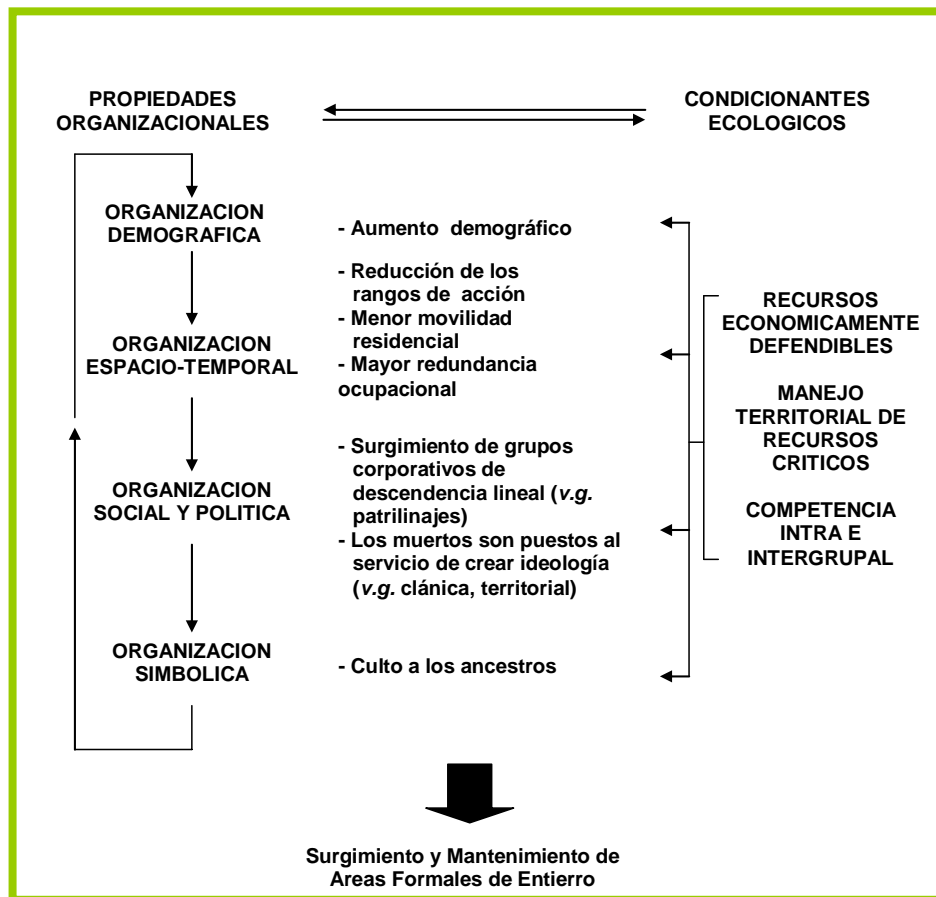 PROPIEDADES
ORGANIZACIONALES
CONDICIONANTES
ECOLOGICOS
ORGANIZACION
DEMOGRAFICA
- Aumento  demográfico
- Reducción de los
rangos de  acción
- Menor movilidad
residencial
- Mayor redundancia
ocupacional
ORGANIZACION
ESPACIO-TEMPORAL
- Surgimiento de grupos
corporativos de
descendencia lineal (v.g.
patrilinajes)
- Los muertos son puestos al
servicio de crear ideología
(v.g. clánica, territorial)
ORGANIZACION
SOCIAL Y POLITICA
ORGANIZACION
SIMBOLICA
- Culto a los ancestros
RECURSOS
ECONOMICAMENTE
DEFENDIBLES
MANEJO
TERRITORIAL DE
RECURSOS
CRITICOS
COMPETENCIA
INTRA E
INTERGRUPAL
Surgimiento y Mantenimiento de
Areas Formales de Entierro